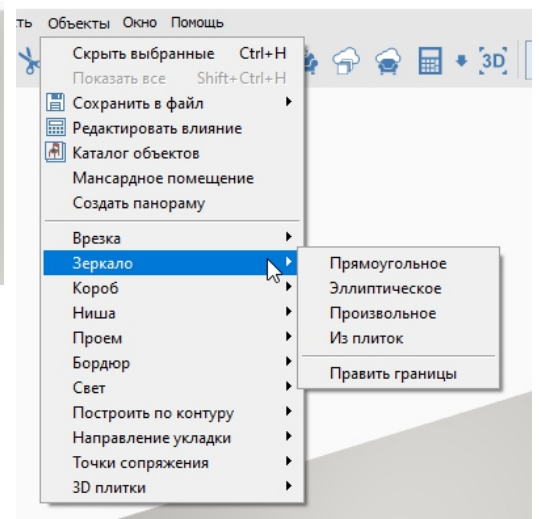 ть Объекты Окно Помощь
Скрыть выбранные Ctrl+H
Показать все Shift+Ctrl+H
3D
Сохранить в файл
Редактировать влияние
Каталог объектов
Мансардное помещение
Создать панораму
Врезка
Зеркало
Короб
Ниша
Проем
Бордюр
Свет
Построить по контуру
Направление укладки
Точки сопряжения
3D плитки
Прямоугольное
Эллиптическое
Произвольное
Из плиток
Править границы